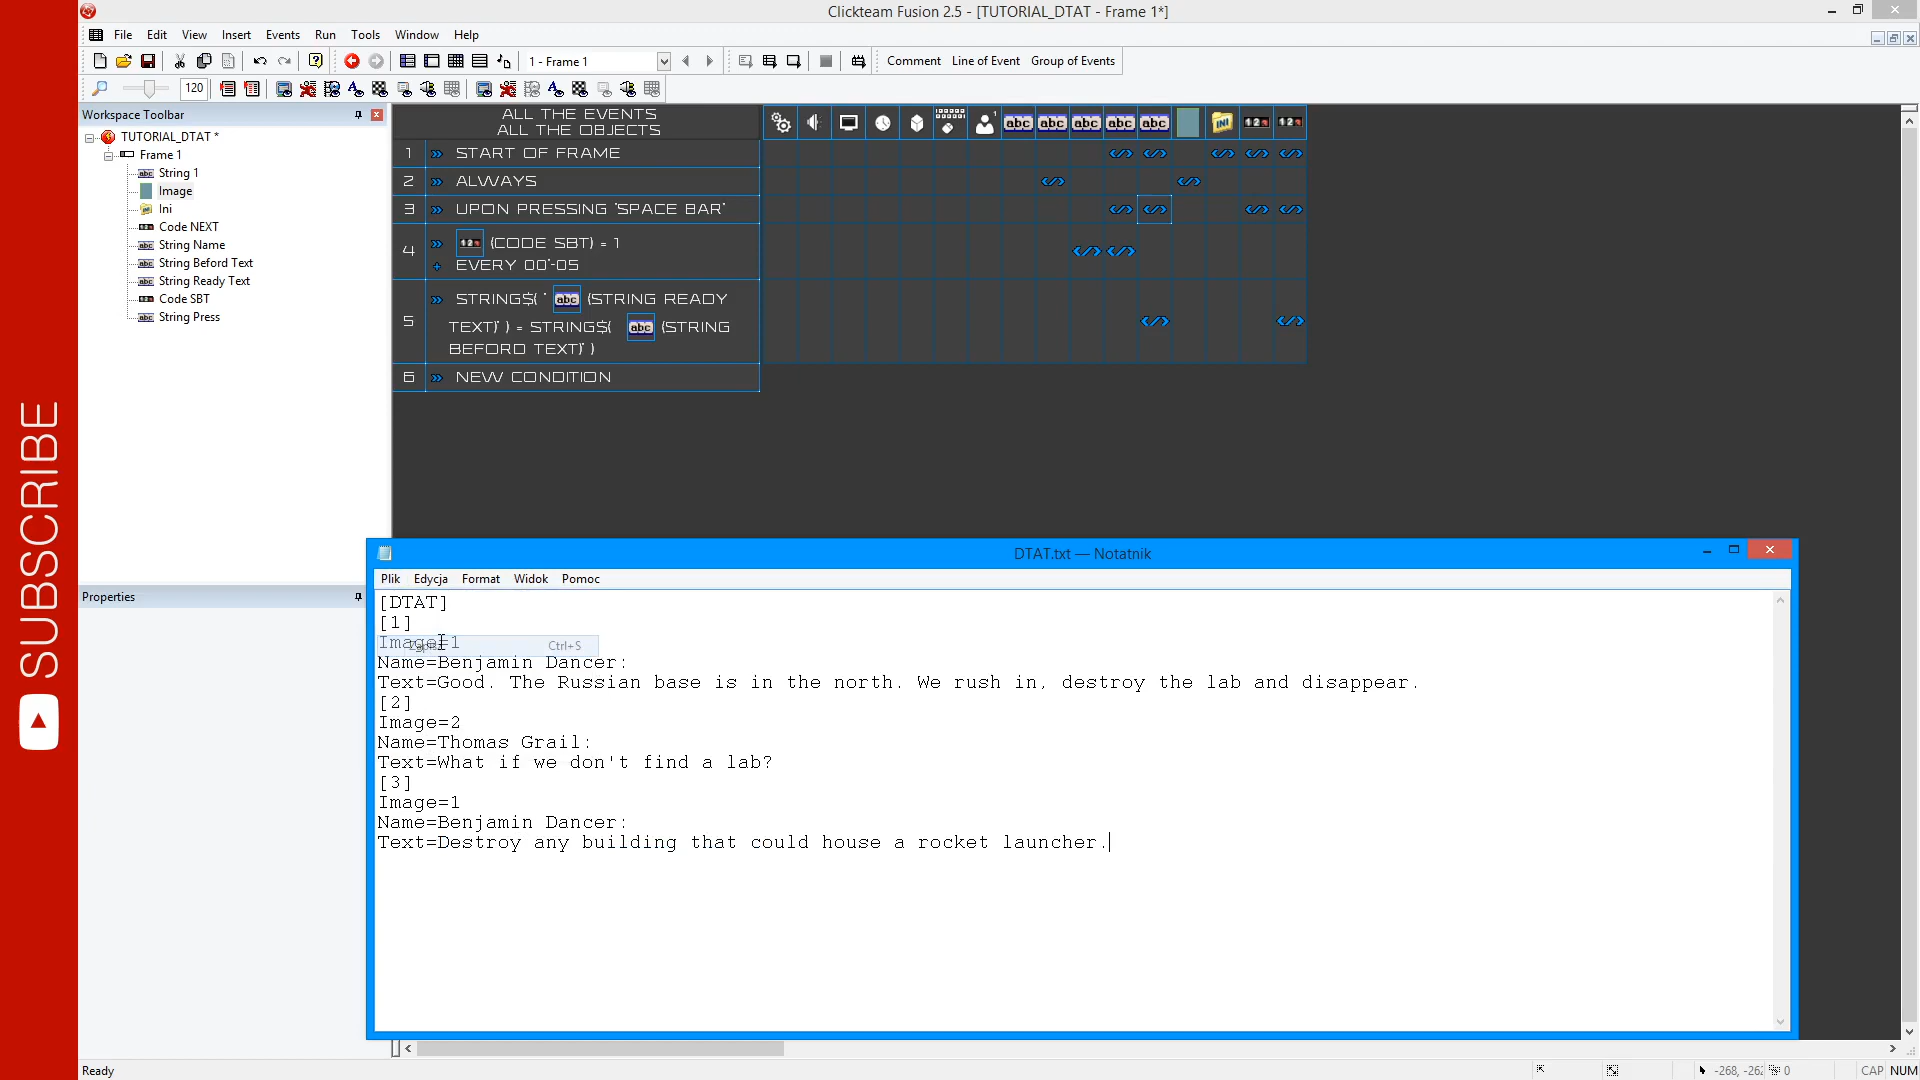 SUBSCRIBE
Clickteam Fusion 2.5 - [TUTORIAL_DTAT - Frame 1*]
File Edit View Insert Events Run Tools Window Help
1 - Frame 1
Comment Line of Event Group of Events
120
Workspace Toolbar
TUTORIAL_DTAT *
Frame 1
String 1
Image
Ini
Code NEXT
String Name
String Beford Text
String Ready Text
Code SBT
String Press
Properties
ALL THE EVENTS
ALL THE OBJECTS
1 START OF FRAME
2 ALWAYS
3 UPON PRESSING "SPACE BAR"
4 (CODE SBT) = 1
EVERY 00"-05
5 STRING$( " abc (STRING READY
TEXT)" ) = STRING$( abc (STRING
BEFORD TEXT)" )
6 NEW CONDITION
DTAT.txt — Notatnik
Plik Edycja Format Widok Pomoc
[DTAT]
[1]
Image=1
Ctrl+S
Name=Benjamin Dancer:
Text=Good. The Russian base is in the north. We rush in, destroy the lab and disappear.
[2]
Image=2
Name=Thomas Grail:
Text=What if we don't find a lab?
[3]
Image=1
Name=Benjamin Dancer:
Text=Destroy any building that could house a rocket launcher.
Ready
0
CAP NUM